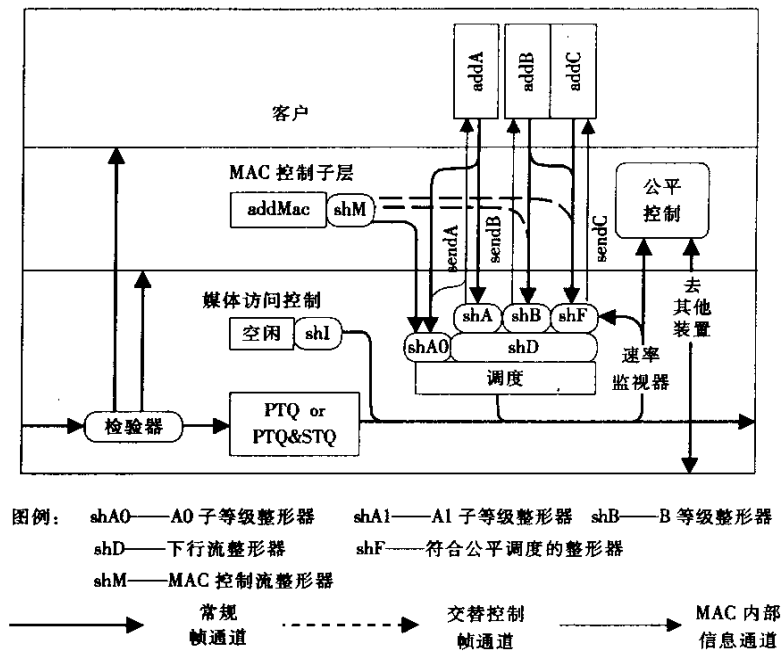 addA
addB
addC
客户
MAC 控制子层
addMac
shM
公平
控制
sendA
sendB
sendC
去
其他
装置
媒体访问控制
空闲
shI
shA
shB
shF
shA0
shD
调度
速率
监视器
检验器
PTQ or
PTQ&STQ
图例： shA0——A0 子等级整形器 shA1——A1 子等级整形器 shB——B 等级整形器
shD——下行流整形器 shF——符合公平调度的整形器
shM——MAC 控制流整形器
常规
帧通道
交替控制
帧通道
MAC 内部
信息通道